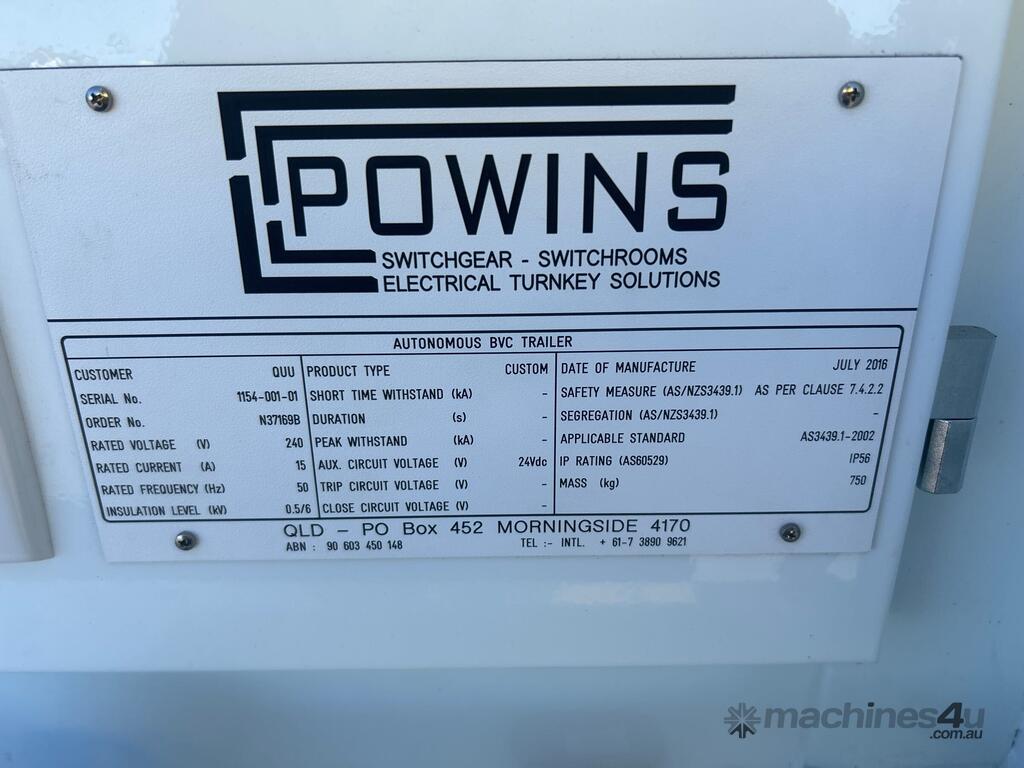 POWINS
SWITCHGEAR - SWITCHROOMS
ELECTRICAL TURNKEY SOLUTIONS
AUTONOMOUS BVC TRAILER
CUSTOMER QUU
SERIAL No. 1154-001-01
ORDER No. N37169B
RATED VOLTAGE (V) 240
RATED CURRENT (A) 15
RATED FREQUENCY (Hz) 50
INSULATION LEVEL (kV) 0.5/6
PRODUCT TYPE CUSTOM
SHORT TIME WITHSTAND (kA) -
DURATION (s) -
PEAK WITHSTAND (kA) -
AUX. CIRCUIT VOLTAGE (V) 24Vdc
TRIP CIRCUIT VOLTAGE (V) -
CLOSE CIRCUIT VOLTAGE (V) -
DATE OF MANUFACTURE JULY 2016
SAFETY MEASURE (AS/NZS3439.1) AS PER CLAUSE 7.4.2.2
SEGREGATION (AS/NZS3439.1) -
APPLICABLE STANDARD AS3439.1-2002
IP RATING (AS60529) IP56
MASS (kg) 750
QLD - PO Box 452 MORNINGSIDE 4170
ABN : 90 603 450 148 TEL :- INTL. + 61-7 3890 9621
machines4u
.com.au